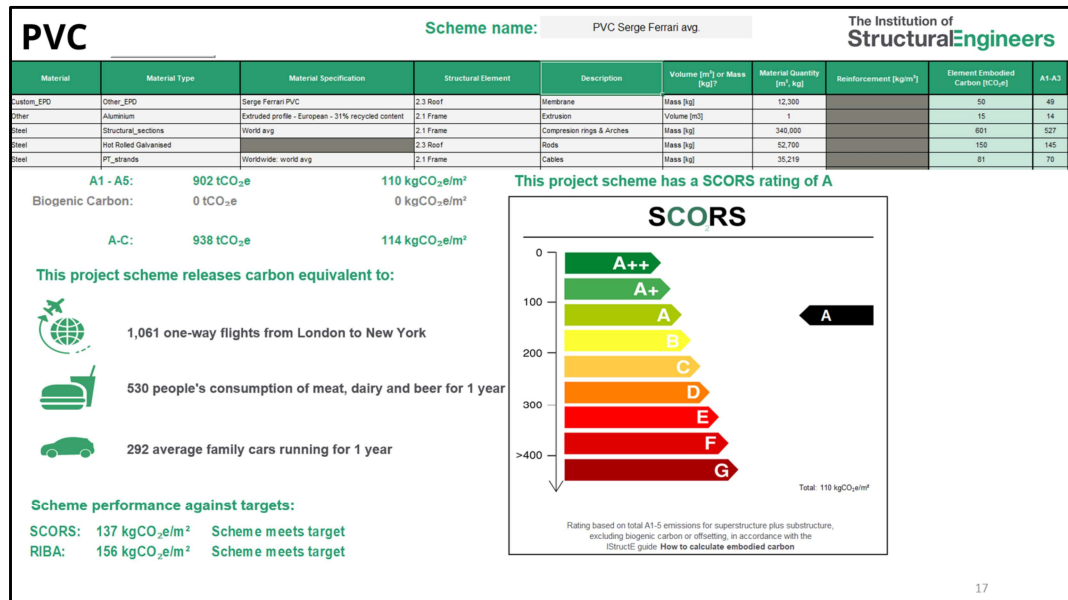 PVC
Scheme name: PVC Serge Ferrari avg.
The Institution of
StructuralEngineers
Material Material Type Material Specification Structural Element Description Volume [m³] or Mass [kg]? Material Quantity [m³, kg] Reinforcement [kg/m³] Element Embodied Carbon [tCO₂e] A1-A3
Custom_EPD Other_EPD Serge Ferrari PVC 2.3 Roof Membrane Mass [kg] 12,300 50 49
Other Aluminium Extruded profile - European - 31% recycled content 2.1 Frame Extrusion Volume [m3] 1 15 14
Steel Structural_sections World avg 2.1 Frame Compresion rings & Arches Mass [kg] 340,000 601 527
Steel Hot Rolled Galvanised 2.3 Roof Rods Mass [kg] 52,700 150 145
Steel PT_strands Worldwide: world avg 2.1 Frame Cables Mass [kg] 35,219 81 70
A1 - A5: 902 tCO₂e 110 kgCO₂e/m²
Biogenic Carbon: 0 tCO₂e 0 kgCO₂e/m²
A-C: 938 tCO₂e 114 kgCO₂e/m²
This project scheme releases carbon equivalent to:
1,061 one-way flights from London to New York
530 people's consumption of meat, dairy and beer for 1 year
292 average family cars running for 1 year
Scheme performance against targets:
SCORS: 137 kgCO₂e/m² Scheme meets target
RIBA: 156 kgCO₂e/m² Scheme meets target
This project scheme has a SCORS rating of A
SCO₂RS
0
A++
A+
100
A
A
B
200
C
D
300
E
F
>400
G
Total: 110 kgCO₂e/m²
Rating based on total A1-5 emissions for superstructure plus substructure,
excluding biogenic carbon or offsetting, in accordance with the
IStructE guide How to calculate embodied carbon
17